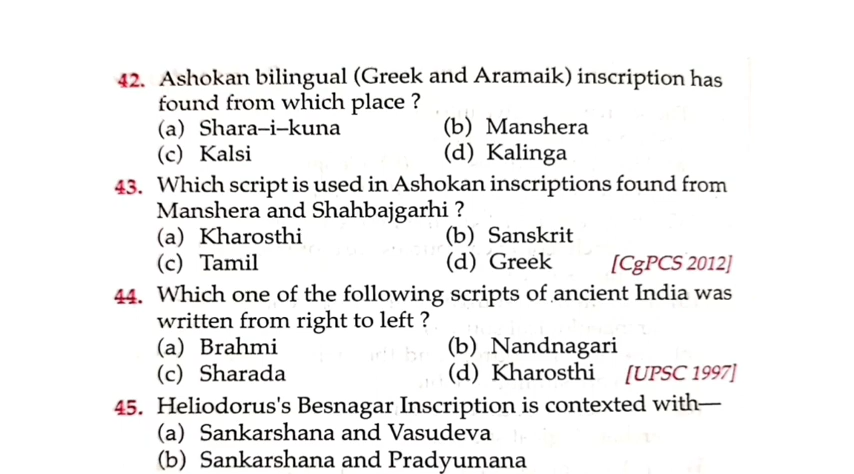 42. Ashokan bilingual (Greek and Aramaik) inscription has
found from which place ?
(a) Shara-i-kuna (b) Manshera
(c) Kalsi (d) Kalinga
43. Which script is used in Ashokan inscriptions found from
Manshera and Shahbajgarhi ?
(a) Kharosthi (b) Sanskrit
(c) Tamil (d) Greek [CgPCS 2012]
44. Which one of the following scripts of ancient India was
written from right to left ?
(a) Brahmi (b) Nandnagari
(c) Sharada (d) Kharosthi [UPSC 1997]
45. Heliodorus's Besnagar Inscription is contexted with—
(a) Sankarshana and Vasudeva
(b) Sankarshana and Pradyumana